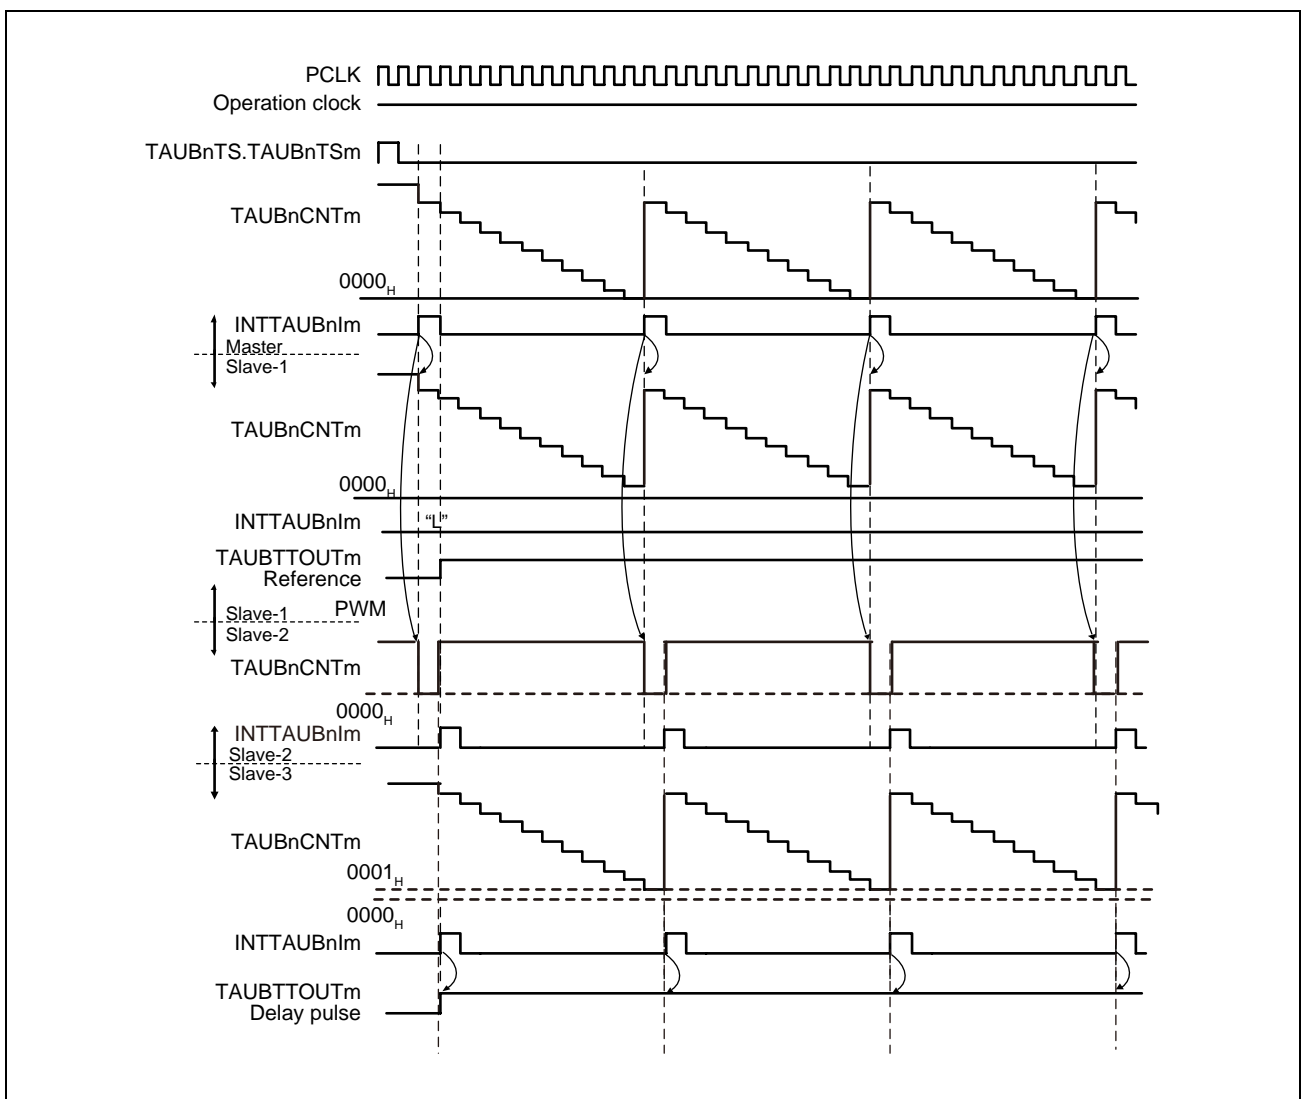 PCLK
Operation clock
TAUBnTS.TAUBnTSm
TAUBnCNTm
0000H
INTTAUBnIm
Master
Slave-1
TAUBnCNTm
0000H
INTTAUBnIm
“L”
TAUBTTOUTm
Reference
PWM
Slave-1
Slave-2
TAUBnCNTm
0000H
INTTAUBnIm
Slave-2
Slave-3
TAUBnCNTm
0001H
0000H
INTTAUBnIm
TAUBTTOUTm
Delay pulse